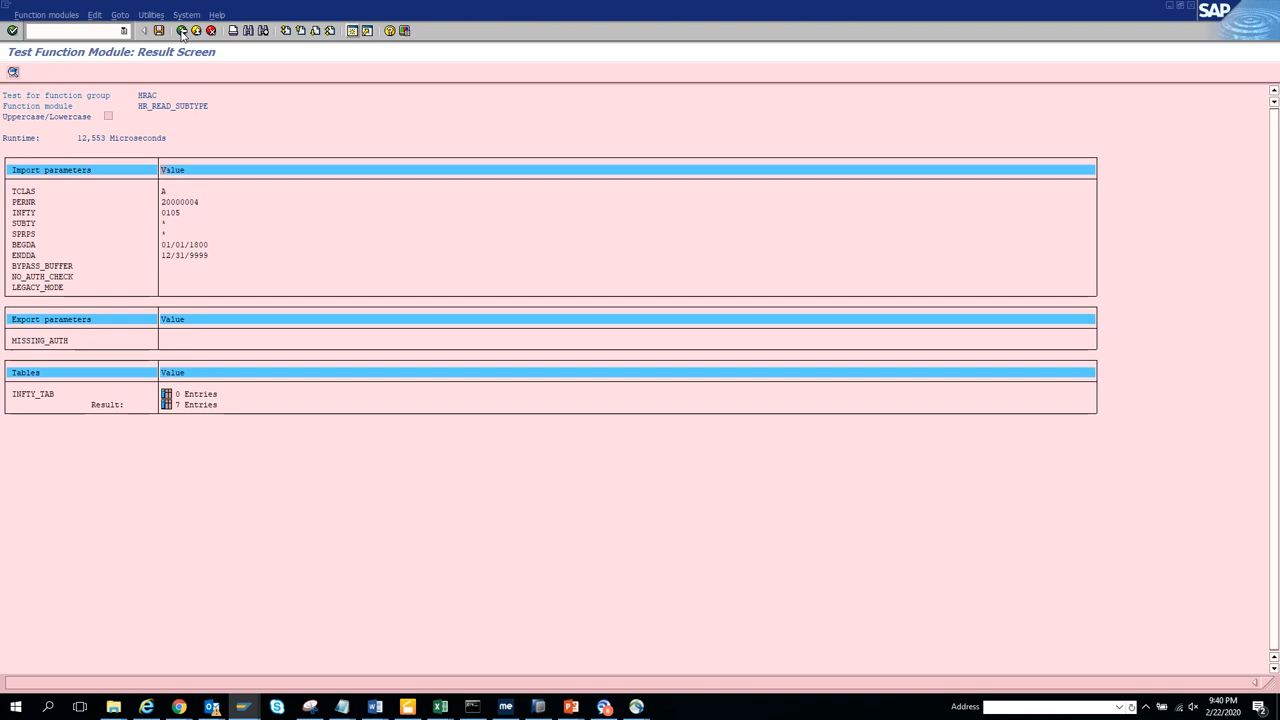 Function modules Edit Goto Utilities System Help
SAP
Test Function Module: Result Screen
Test for function group HRAC
Function module HR_READ_SUBTYPE
Uppercase/Lowercase
Runtime: 12,553 Microseconds
Import parameters Value
TCLAS A
PERNR 20000004
INFTY 0105
SUBTY *
SPRPS *
BEGDA 01/01/1800
ENDDA 12/31/9999
BYPASS_BUFFER
NO_AUTH_CHECK
LEGACY_MODE
Export parameters Value
MISSING_AUTH
Tables Value
INFTY_TAB 0 Entries
Result: 7 Entries
me
8
Address
9:40 PM
2/22/2020
2